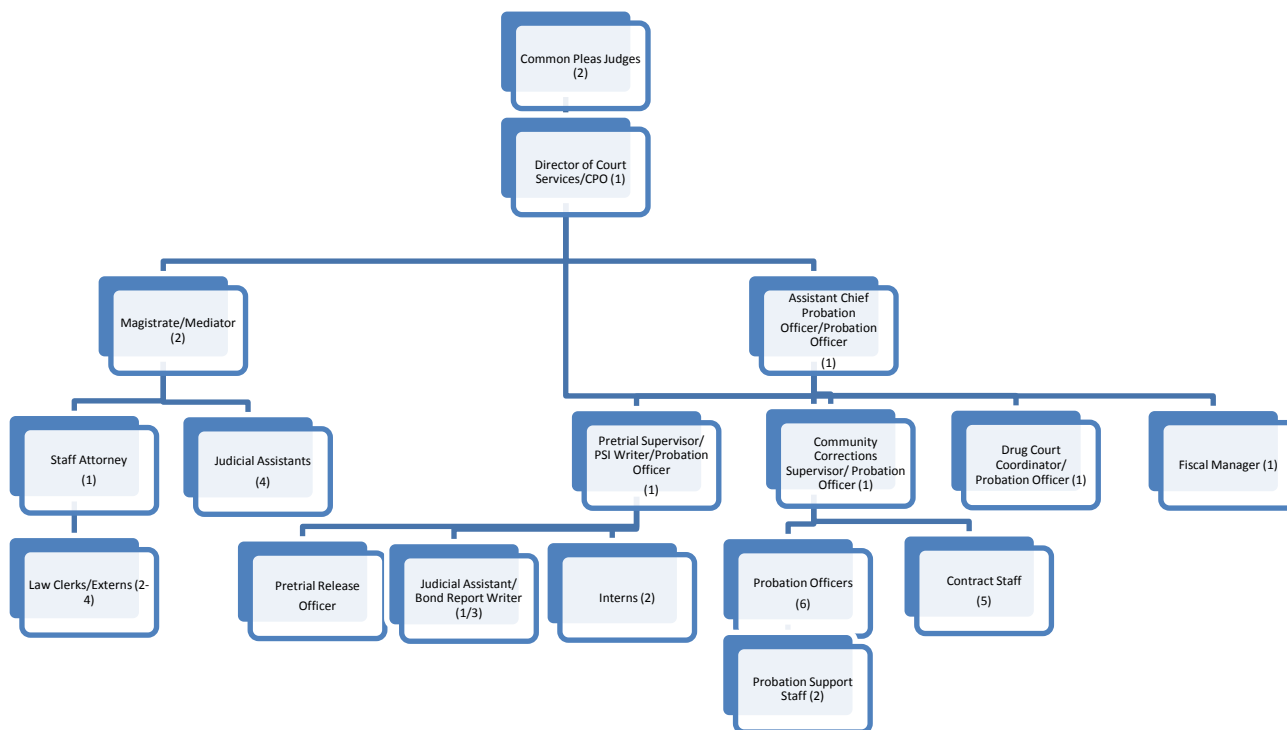 Common Pleas Judges
(2)
Director of Court
Services/CPO (1)
Magistrate/Mediator
(2)
Assistant Chief
Probation
Officer/Probation
Officer
(1)
Staff Attorney
(1)
Judicial Assistants
(4)
Pretrial Supervisor/
PSI Writer/Probation
Officer
(1)
Community
Corrections
Supervisor/ Probation
Officer (1)
Drug Court
Coordinator/
Probation Officer (1)
Fiscal Manager (1)
Law Clerks/Externs (2-
4)
Pretrial Release
Officer
Judicial Assistant/
Bond Report Writer
(1/3)
Interns (2)
Probation Officers
(6)
Contract Staff
(5)
Probation Support
Staff (2)